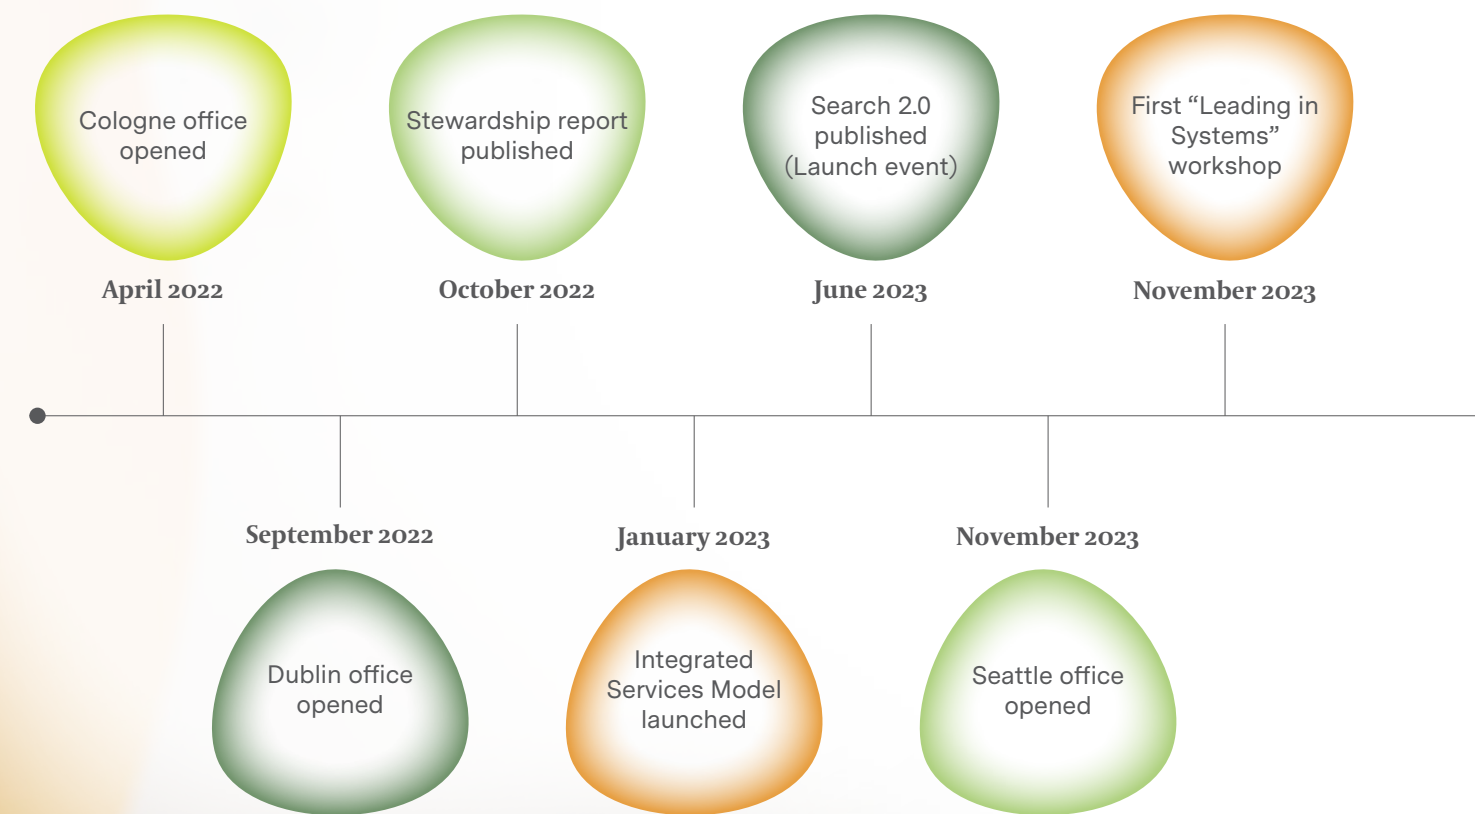 Cologne office
opened
April 2022
Stewardship report
published
October 2022
Search 2.0
published
(Launch event)
June 2023
First “Leading in
Systems”
workshop
November 2023
September 2022
Dublin office
opened
January 2023
Integrated
Services Model
launched
November 2023
Seattle office
opened